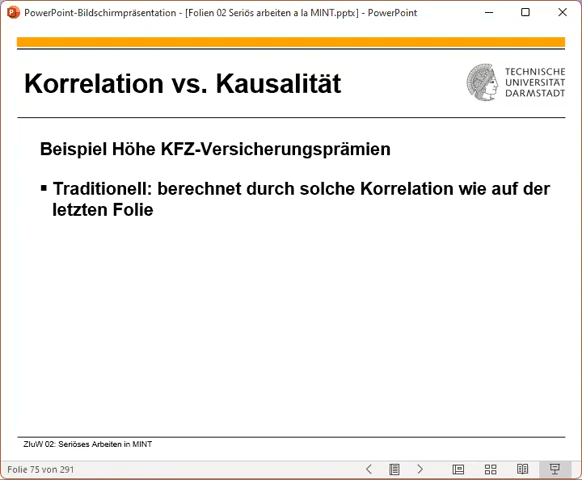 PowerPoint-Bildschirmpräsentation - [Folien 02 Seriös arbeiten a la MINT.pptx] - PowerPoint
Korrelation vs. Kausalität
TECHNISCHE
UNIVERSITÄT
DARMSTADT
Beispiel Höhe KFZ-Versicherungsprämien
▪ Traditionell: berechnet durch solche Korrelation wie auf der
letzten Folie
ZIuW 02: Seriöses Arbeiten in MINT
Folie 75 von 291